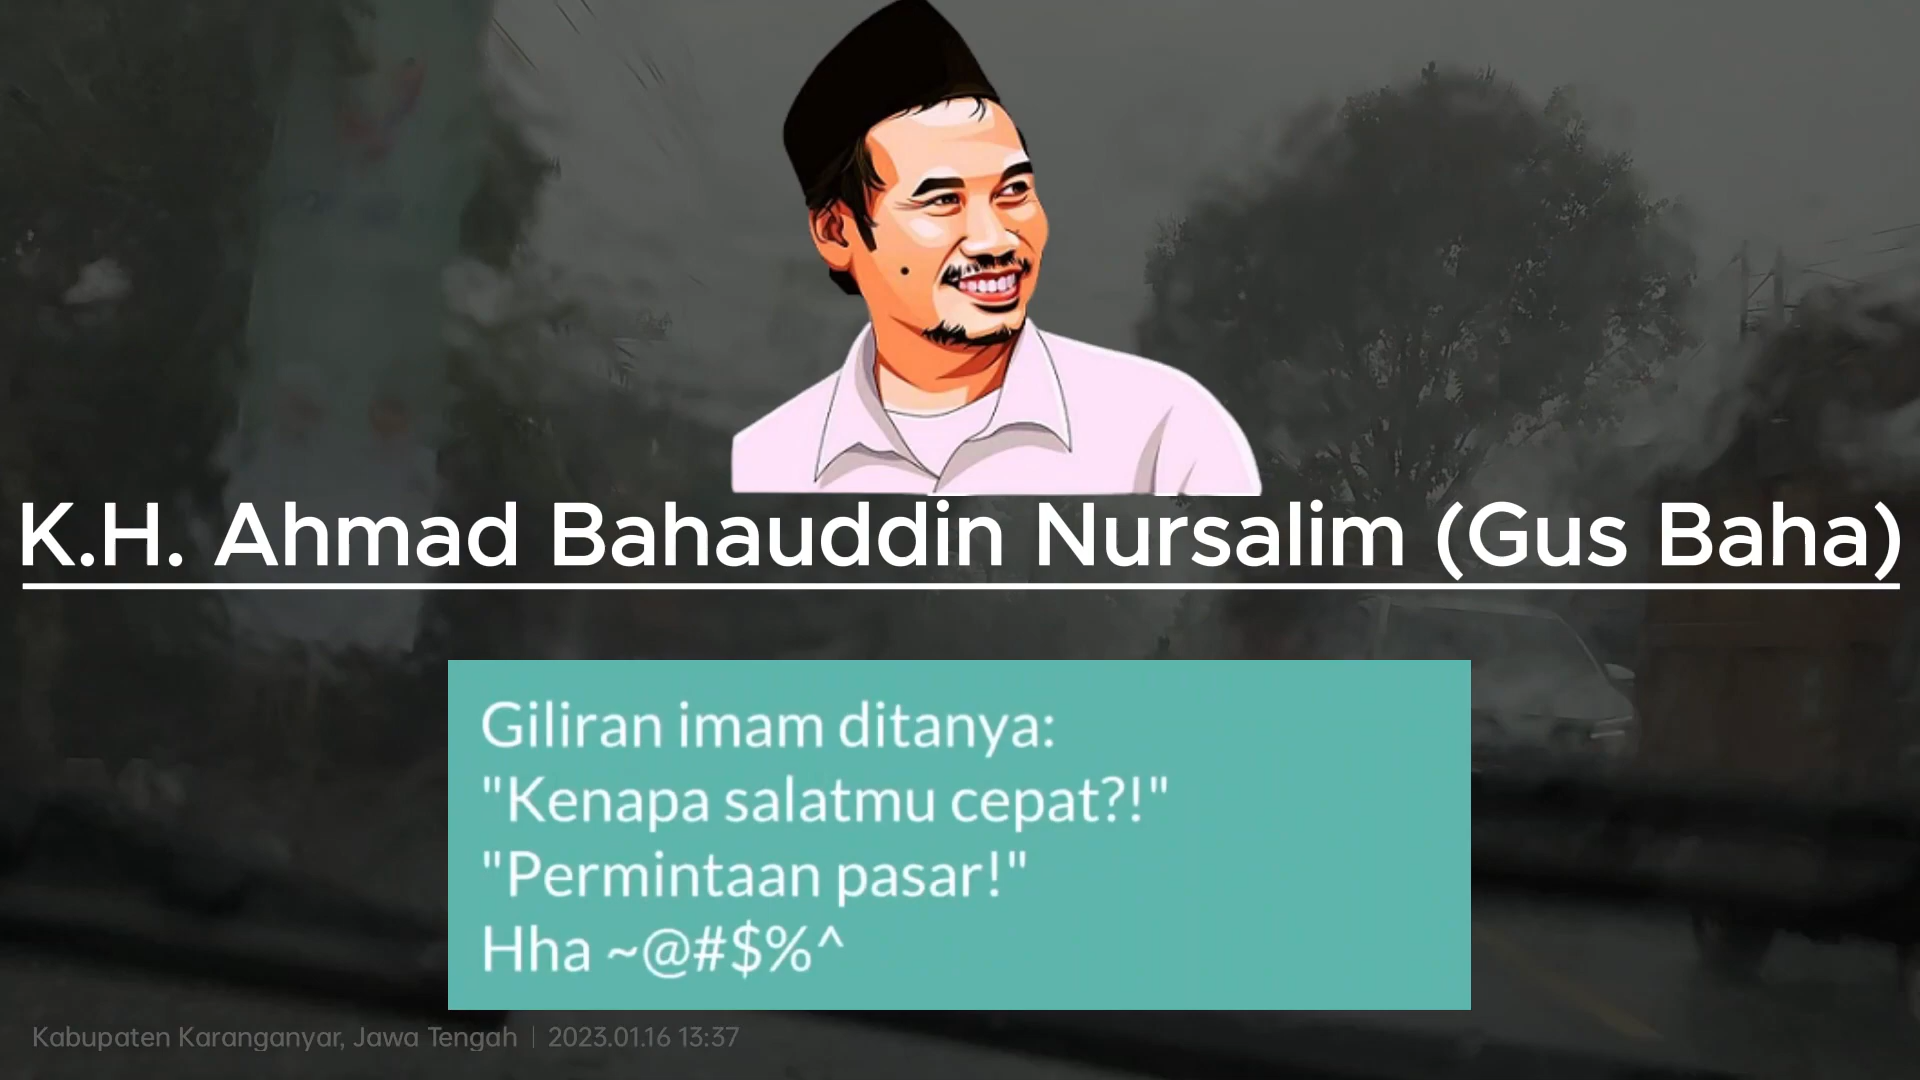 K.H. Ahmad Bahauddin Nursalim (Gus Baha)
Giliran imam ditanya:
"Kenapa salatmu cepat?!"
"Permintaan pasar!"
Hha ~@#$%^
Kabupaten Karanganyar, Jawa Tengah | 2023.01.16 13:37